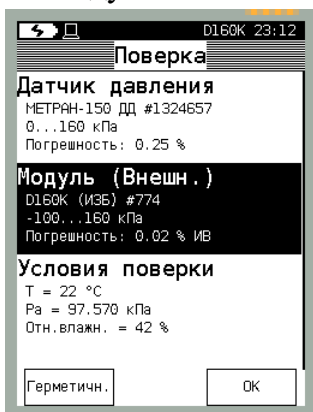 D160K 23:12
Поверка
Датчик давления
МЕТРАН-150 ДД #1324657
0...160 кПа
Погрешность: 0.25 %
Модуль (Внешн.)
D160K (ИЗБ) #774
-100...160 кПа
Погрешность: 0.02 % ИВ
Условия поверки
T = 22 °C
Pa = 97.570 кПа
Отн.влажн. = 42 %
Герметичн.
OK